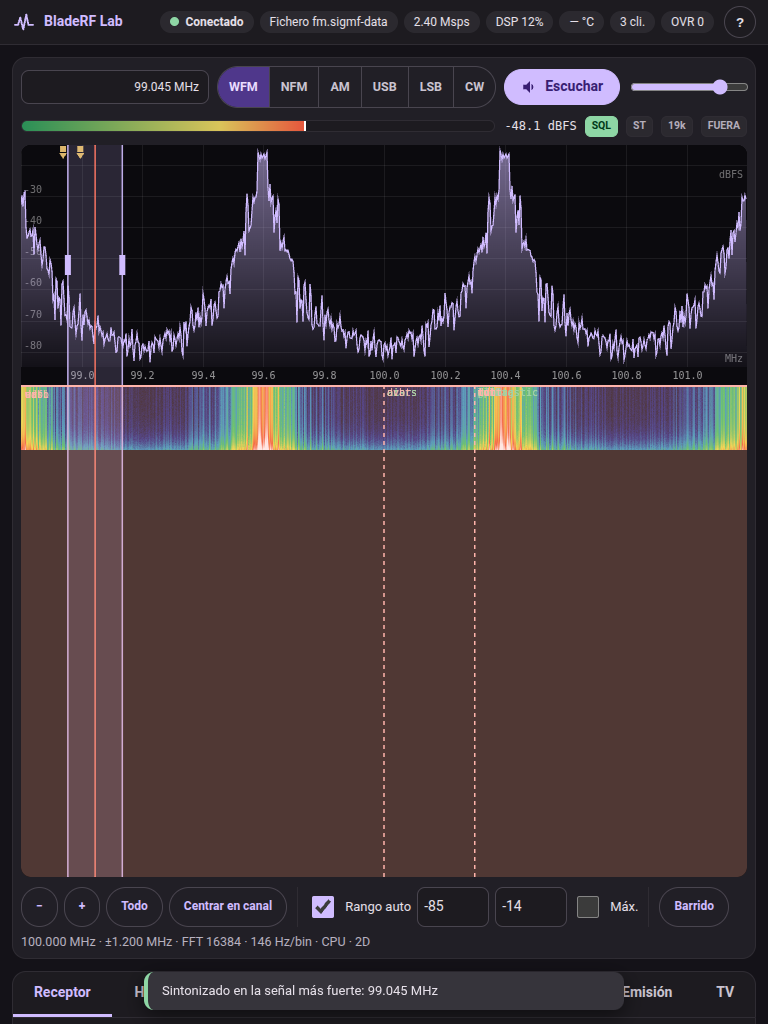 BladeRF Lab
Conectado
Fichero fm.sigmf-data
2.40 Msps
DSP 12%
— °C
3 cli.
OVR 0
?
99.045 MHz
WFM
NFM
AM
USB
LSB
CW
Escuchar
-48.1 dBFS
SQL
ST
19k
FUERA
dBFS
-30
-40
-50
-60
-70
-80
MHz
99.0 99.2 99.4 99.6 99.8 100.0 100.2 100.4 100.6 100.8 101.0
−
+
Todo
Centrar en canal
Rango auto
-85
-14
Máx.
Barrido
100.000 MHz · ±1.200 MHz · FFT 16384 · 146 Hz/bin · CPU · 2D
Receptor
H
Emisión
TV
Sintonizado en la señal más fuerte: 99.045 MHz